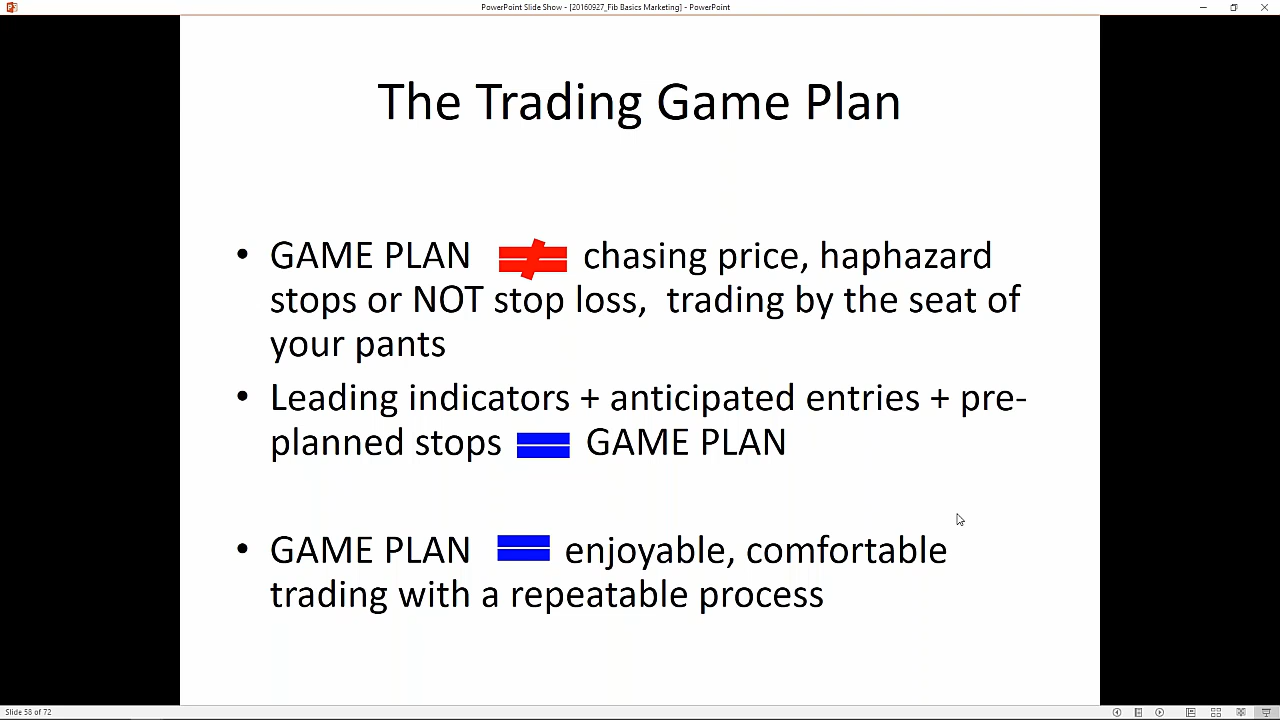 PowerPoint Slide Show - [20160927_Fib Basics Marketing] - PowerPoint
The Trading Game Plan
• GAME PLAN ≠ chasing price, haphazard
stops or NOT stop loss, trading by the seat of
your pants
• Leading indicators + anticipated entries + pre-
planned stops = GAME PLAN
• GAME PLAN = enjoyable, comfortable
trading with a repeatable process
Slide 58 of 72